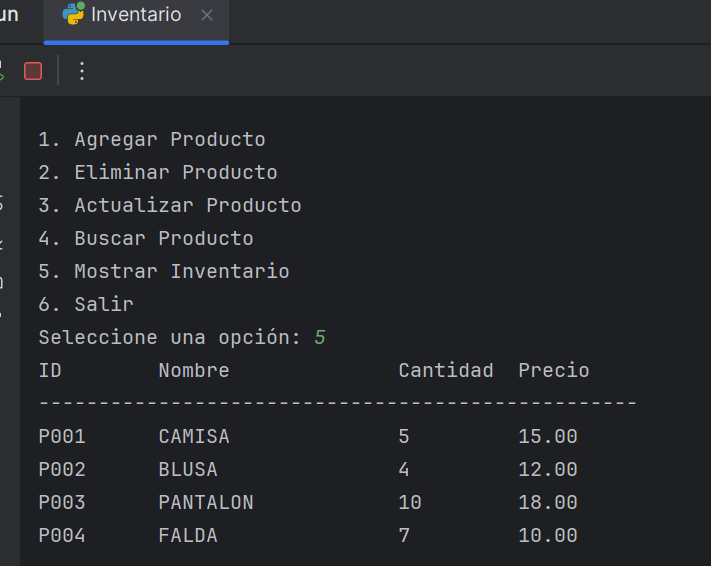 un Inventario
1. Agregar Producto
2. Eliminar Producto
3. Actualizar Producto
4. Buscar Producto
5. Mostrar Inventario
6. Salir
Seleccione una opción: 5
ID Nombre Cantidad Precio
--------------------------------------------------
P001 CAMISA 5 15.00
P002 BLUSA 4 12.00
P003 PANTALON 10 18.00
P004 FALDA 7 10.00